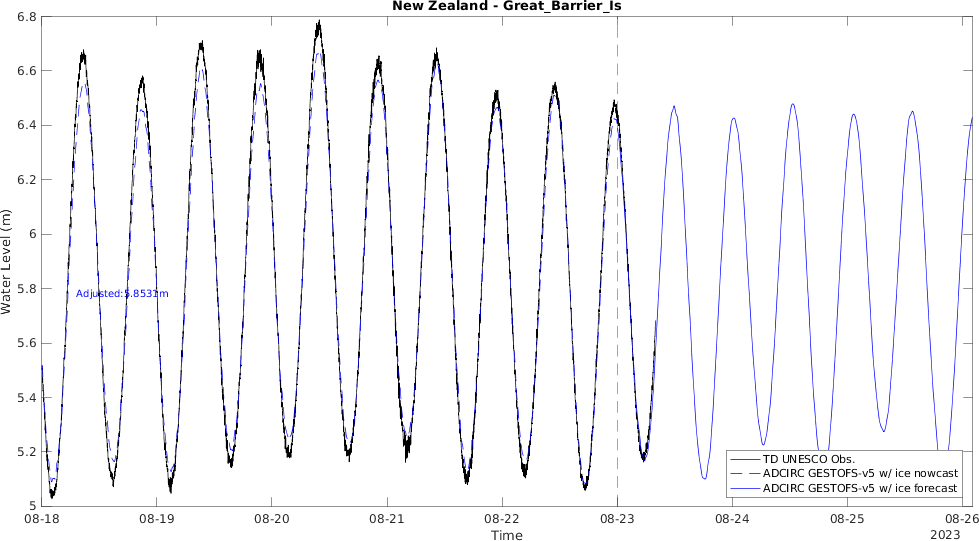 New Zealand - Great_Barrier_Is
6.8
6.6
6.4
6.2
6
5.8
5.6
5.4
5.2
5
Water Level (m)
Adjusted:5.8531m
TD UNESCO Obs.
ADCIRC GESTOFS-v5 w/ ice nowcast
ADCIRC GESTOFS-v5 w/ ice forecast
08-18 08-19 08-20 08-21 08-22 08-23 08-24 08-25 08-26
Time 2023